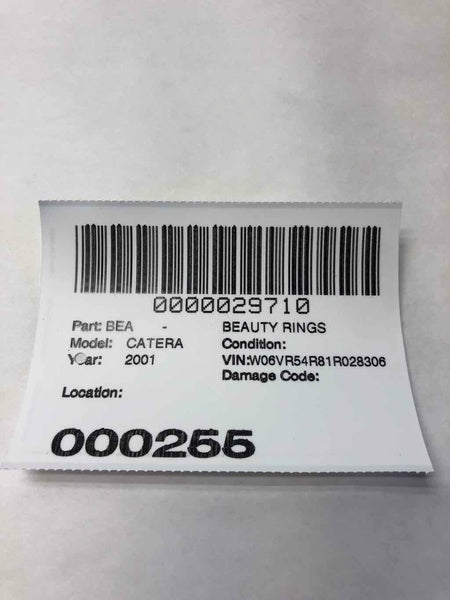 0000029710
Part: BEA - BEAUTY RINGS
Model: CATERA Condition:
Year: 2001 VIN:W06VR54R81R028306
Damage Code:
Location:
000255